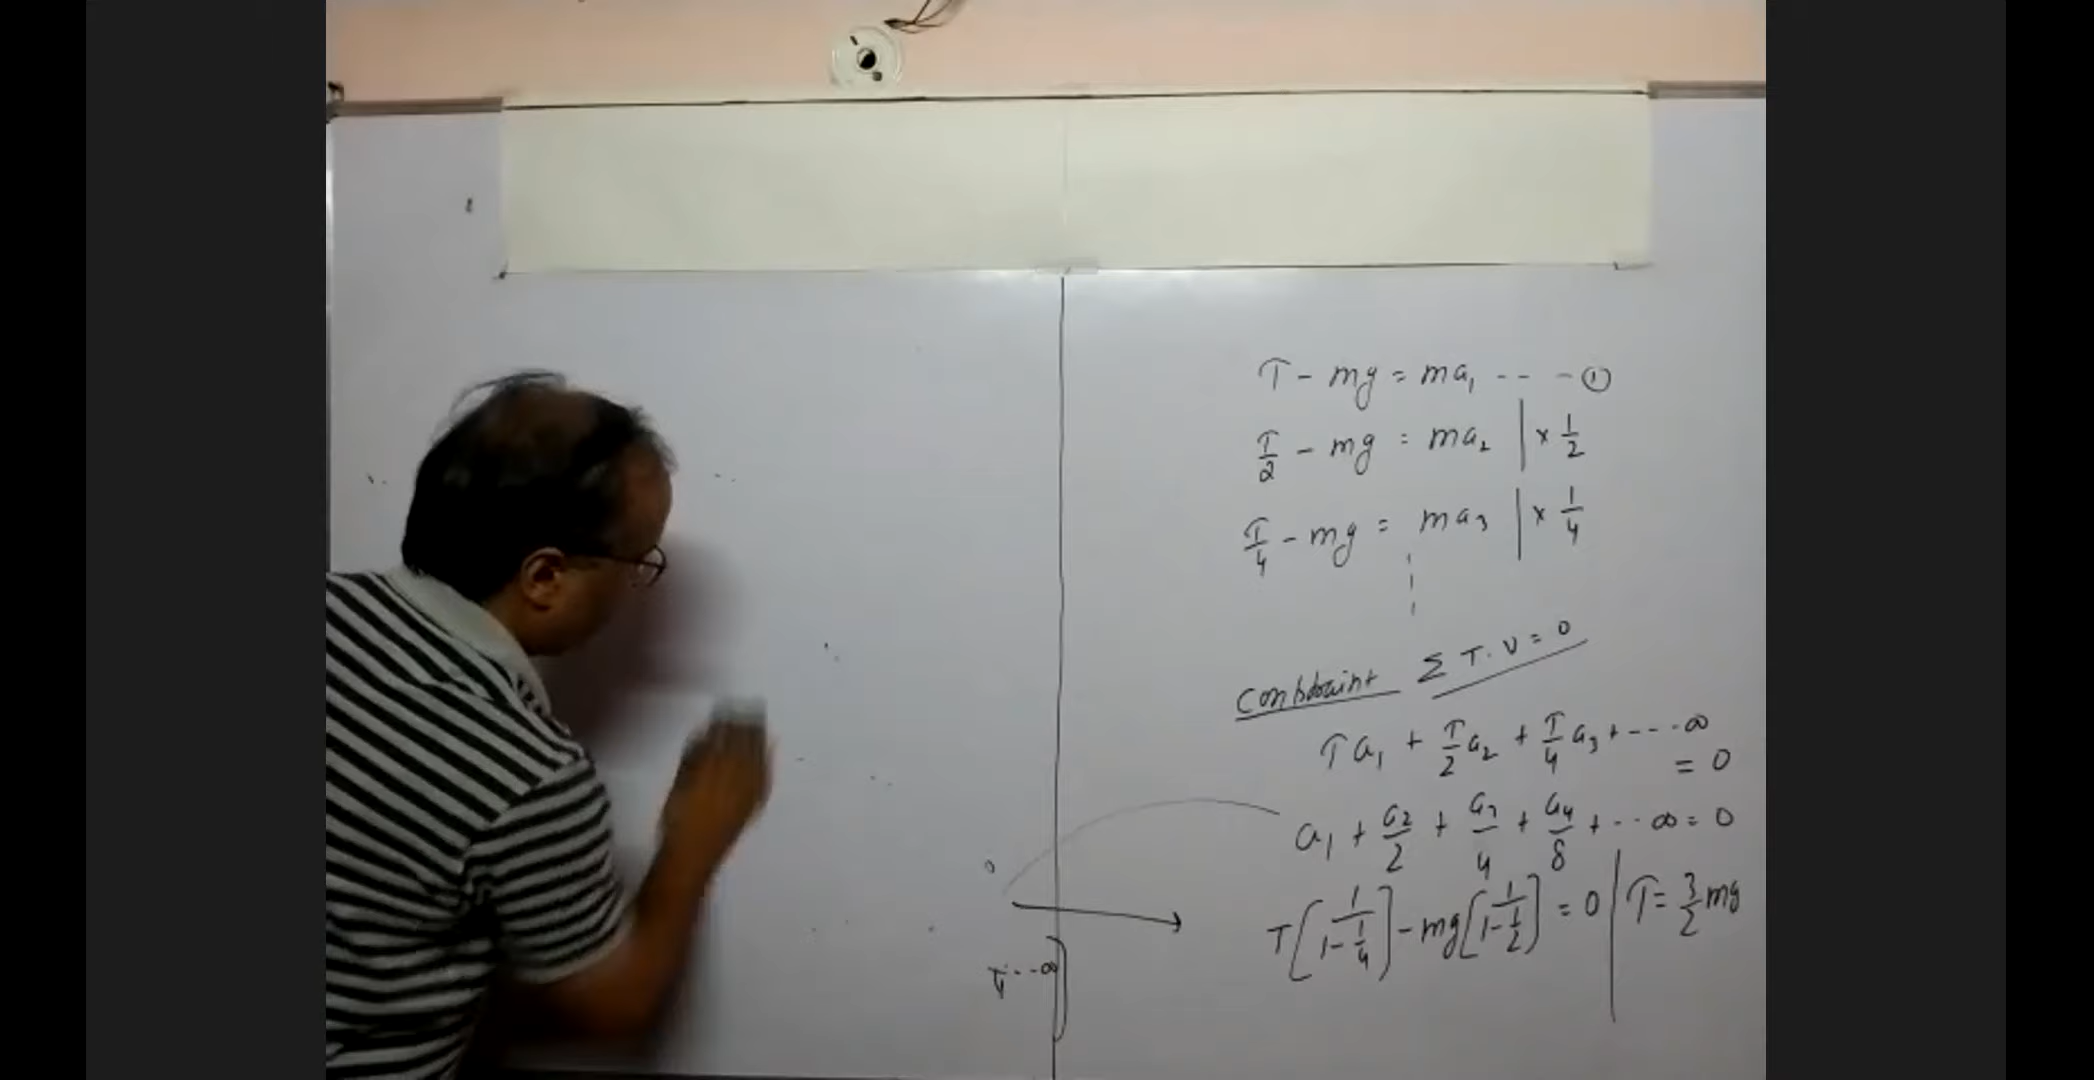 T - mg = ma₁ - - - ①
T/2 - mg = ma₂ | × 1/2
T/4 - mg = ma₃ | × 1/4
Constraint Σ T · v = 0
T a₁ + T/2 a₂ + T/4 a₃ + - - - ∞
= 0
a₁ + a₂/2 + a₃/4 + a₄/8 + - - ∞ = 0
T[1/(1 - 1/4)] - mg[1/(1 - 1/2)] = 0 | T = 3/2 mg